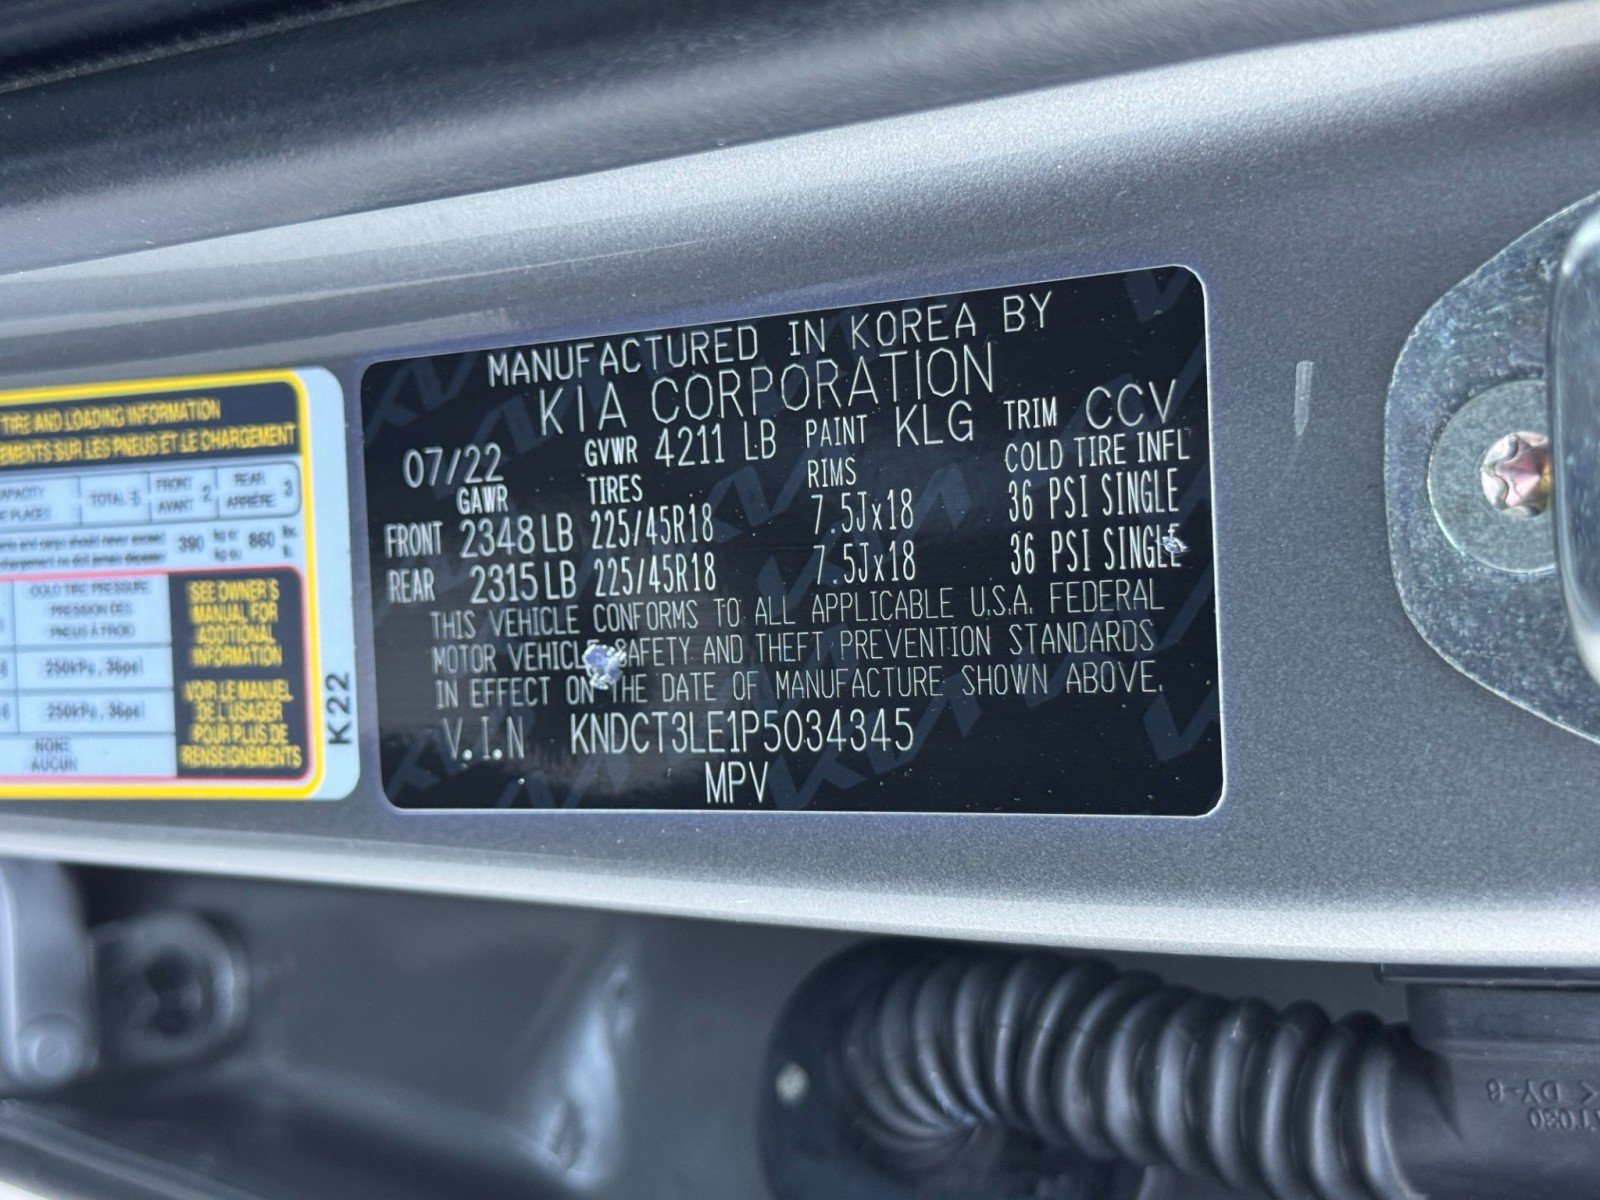 MANUFACTURED IN KOREA BY
KIA CORPORATION
07/22 GVWR 4211 LB PAINT KLG TRIM CCV
GAWR TIRES RIMS COLD TIRE INFL
FRONT 2348 LB 225/45R18 7.5Jx18 36 PSI SINGLE
REAR 2315 LB 225/45R18 7.5Jx18 36 PSI SINGLE
THIS VEHICLE CONFORMS TO ALL APPLICABLE U.S.A. FEDERAL
MOTOR VEHICLE SAFETY AND THEFT PREVENTION STANDARDS
IN EFFECT ON THE DATE OF MANUFACTURE SHOWN ABOVE.
V.I.N KNDCT3LE1P5034345
MPV
TIRE AND LOADING INFORMATION
EMENTS SUR LES PNEUS ET LE CHARGEMENT
TOTAL 5 FRONT AVANT 2 REAR ARRIÈRE 3
390 860
COLD TIRE PRESSURE
PRESSION DES
PNEUS À FROID
250kPa, 36psi
250kPa, 36psi
NONE
AUCUN
SEE OWNER'S
MANUAL FOR
ADDITIONAL
INFORMATION
VOIR LE MANUEL
DE L'USAGER
POUR PLUS DE
RENSEIGNEMENTS
K22
DY-6